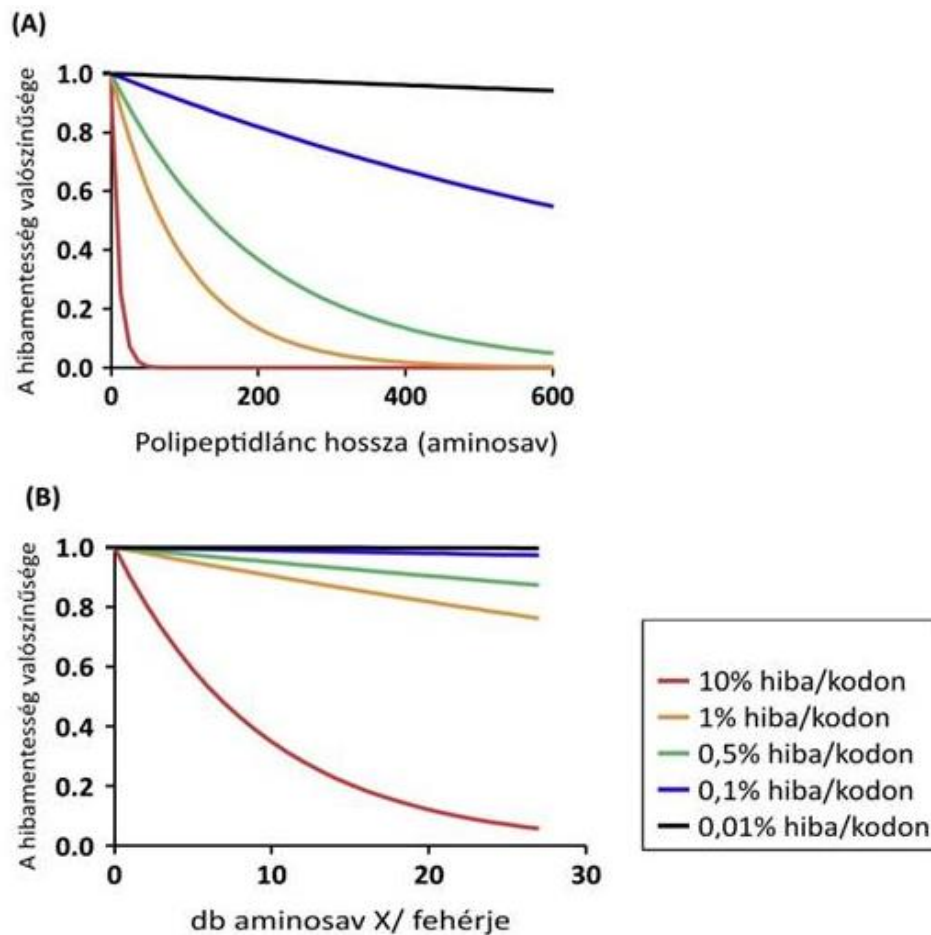 (A)
A hibamentesség valószínűsége
1.0
0.8
0.6
0.4
0.2
0.0
0 200 400 600
Polipeptidlánc hossza (aminosav)
(B)
A hibamentesség valószínűsége
1.0
0.8
0.6
0.4
0.2
0.0
0 10 20 30
db aminosav X/ fehérje
10% hiba/kodon
1% hiba/kodon
0,5% hiba/kodon
0,1% hiba/kodon
0,01% hiba/kodon